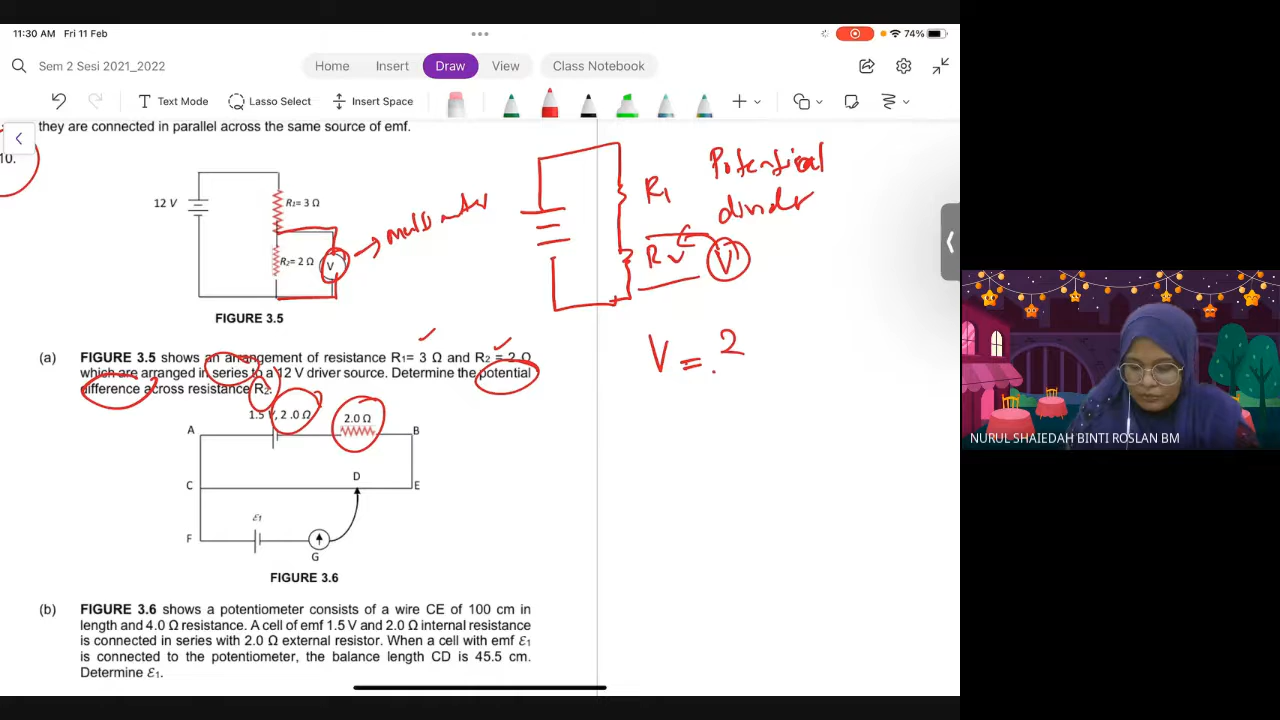 11:30 AM Fri 11 Feb
74%
Sem 2 Sesi 2021_2022
Home Insert Draw View Class Notebook
Text Mode Lasso Select Insert Space
they are connected in parallel across the same source of emf.
10.
12 V
R1= 3 Ω
R2= 2 Ω
V
FIGURE 3.5
R1
R
V
Potential
divider
V = 2
(a) FIGURE 3.5 shows an arrangement of resistance R1= 3 Ω and R2 = 2 Ω
which are arranged in series to a 12 V driver source. Determine the potential
difference across resistance R2.
1.5 V, 2 .0 Ω
2.0 Ω
A
B
C
D
E
F
ℰ1
G
FIGURE 3.6
(b) FIGURE 3.6 shows a potentiometer consists of a wire CE of 100 cm in
length and 4.0 Ω resistance. A cell of emf 1.5 V and 2.0 Ω internal resistance
is connected in series with 2.0 Ω external resistor. When a cell with emf ℰ1
is connected to the potentiometer, the balance length CD is 45.5 cm.
Determine ℰ1.
NURUL SHAIEDAH BINTI ROSLAN BM